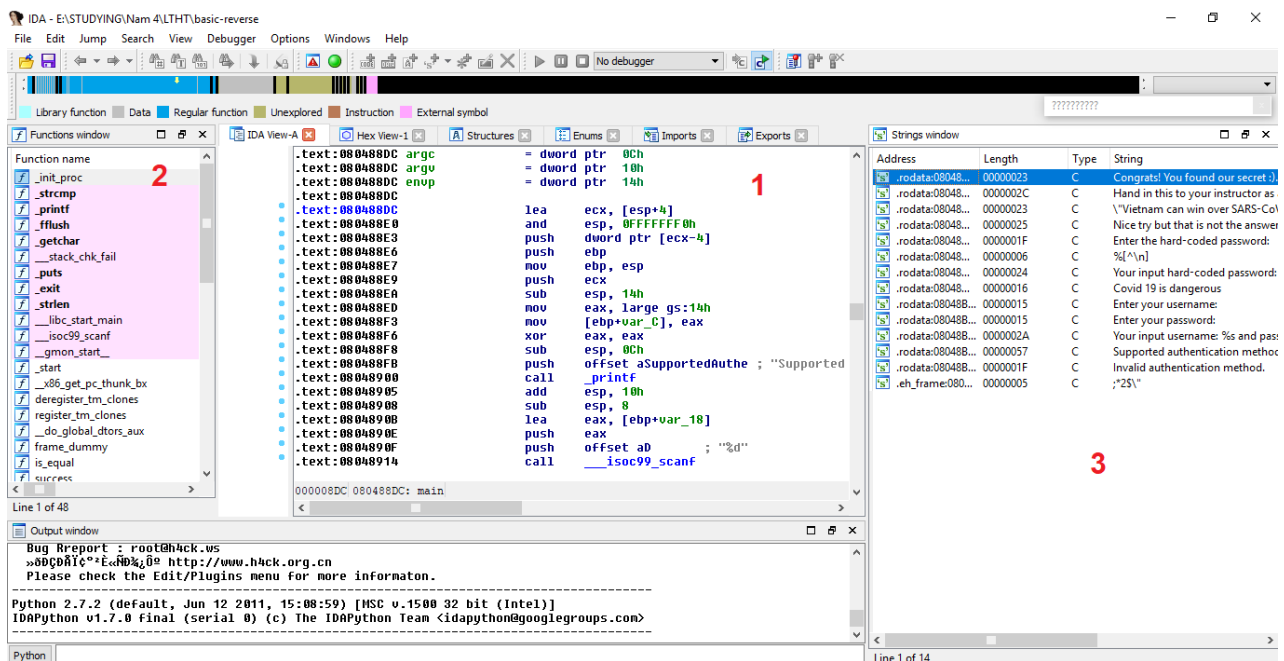 IDA - E:\STUDYING\Nam 4\LTHT\basic-reverse
File Edit Jump Search View Debugger Options Windows Help
No debugger
Library function Data Regular function Unexplored Instruction External symbol
??????????
Functions window
Function name
_init_proc
_strcmp
_printf
_fflush
_getchar
___stack_chk_fail
_puts
_exit
_strlen
___libc_start_main
___isoc99_scanf
__gmon_start__
_start
__x86_get_pc_thunk_bx
deregister_tm_clones
register_tm_clones
__do_global_dtors_aux
frame_dummy
is_equal
success
Line 1 of 48
2
IDA View-A Hex View-1 Structures Enums Imports Exports
.text:080488DC argc = dword ptr 0Ch
.text:080488DC argv = dword ptr 10h
.text:080488DC envp = dword ptr 14h
.text:080488DC
.text:080488DC lea ecx, [esp+4]
.text:080488E0 and esp, 0FFFFFFF0h
.text:080488E3 push dword ptr [ecx-4]
.text:080488E6 push ebp
.text:080488E7 mov ebp, esp
.text:080488E9 push ecx
.text:080488EA sub esp, 14h
.text:080488ED mov eax, large gs:14h
.text:080488F3 mov [ebp+var_C], eax
.text:080488F6 xor eax, eax
.text:080488F8 sub esp, 0Ch
.text:080488FB push offset aSupportedAuthe ; "Supported
.text:08048900 call _printf
.text:08048905 add esp, 10h
.text:08048908 sub esp, 8
.text:0804890B lea eax, [ebp+var_18]
.text:0804890E push eax
.text:0804890F push offset aD ; "%d"
.text:08048914 call ___isoc99_scanf
000008DC 080488DC: main
1
Strings window
Address Length Type String
.rodata:08048... 00000023 C Congrats! You found our secret :).
.rodata:08048... 0000002C C Hand in this to your instructor as
.rodata:08048... 00000023 C \"Vietnam can win over SARS-CoV
.rodata:08048... 00000025 C Nice try but that is not the answer
.rodata:08048... 0000001F C Enter the hard-coded password:
.rodata:08048... 00000006 C %[^\n]
.rodata:08048... 00000024 C Your input hard-coded password:
.rodata:08048... 00000016 C Covid 19 is dangerous
.rodata:08048B... 00000015 C Enter your username:
.rodata:08048B... 00000015 C Enter your password:
.rodata:08048B... 0000002A C Your input username: %s and pass
.rodata:08048B... 00000057 C Supported authentication method
.rodata:08048B... 0000001F C Invalid authentication method.
.eh_frame:080... 00000005 C ;*2$\"
3
Line 1 of 14
Output window
Bug Rreport : root@h4ck.ws
http://www.h4ck.org.cn
Please check the Edit/Plugins menu for more informaton.
---------------------------------------------------------------------------------
Python 2.7.2 (default, Jun 12 2011, 15:08:59) [MSC v.1500 32 bit (Intel)]
IDAPython v1.7.0 final (serial 0) (c) The IDAPython Team <idapython@googlegroups.com>
---------------------------------------------------------------------------------
Python